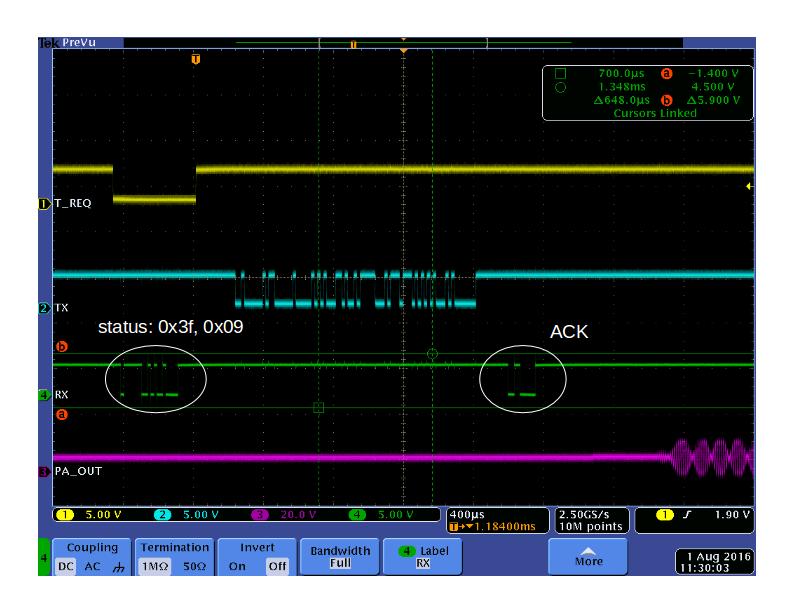 Tek PreVu
T
700.0µs a −1.400 V
1.348ms 4.500 V
Δ648.0µs b Δ5.900 V
Cursors Linked
1 T_REQ
2 TX
status: 0x3f, 0x09
ACK
b
4 RX
a
3 PA_OUT
1 5.00 V 2 5.00 V 3 20.0 V 4 5.00 V
400µs
T→▼1.18400ms
2.50GS/s
10M points
1 1.90 V
4
Coupling
DC AC
Termination
1MΩ 50Ω
Invert
On Off
Bandwidth
Full
4 Label
RX
More
1 Aug 2016
11:30:03